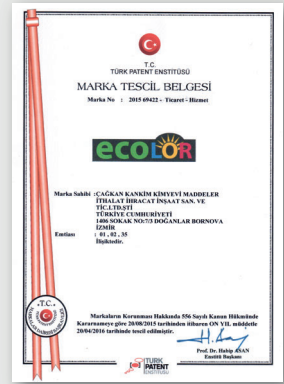 T.C.
TÜRK PATENT ENSTİTÜSÜ
MARKA TESCİL BELGESİ
Marka No : 2015 69422 - Ticaret - Hizmet
ecoLOR
Marka Sahibi :ÇAĞKAN KANKİM KİMYEVİ MADDELER
İTHALAT İHRACAT İNŞAAT SAN. VE
TİC.LTD.ŞTİ
TÜRKİYE CUMHURİYETİ
1406 SOKAK NO:7/3 DOĞANLAR BORNOVA
İZMİR
Emtiası : 01, 02, 35
İlişiktedir.
T.C.
Markaların Korunması Hakkında 556 Sayılı Kanun Hükmünde
Kararnameye göre 20/08/2015 tarihinden itibaren ON YIL müddetle
20/04/2016 tarihinde tescil edilmiştir.
Prof. Dr. Habip ASAN
Enstitü Başkanı
TÜRK
PATENT
ENSTİTÜSÜ